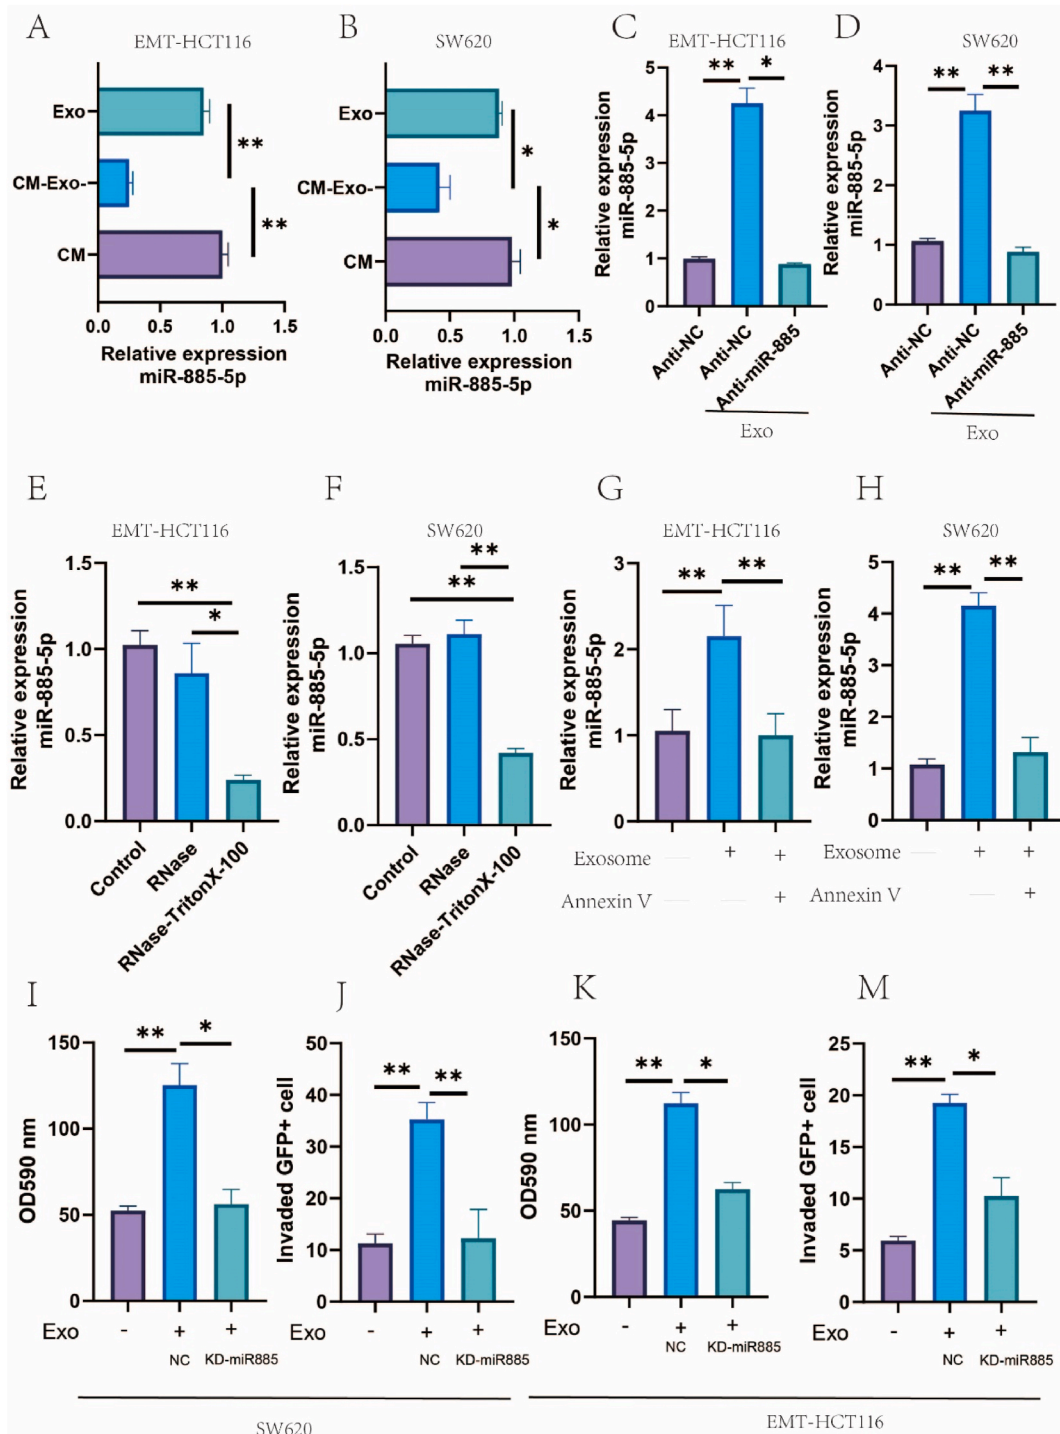 A
EMT-HCT116
Exo
CM-Exo-
CM
**
**
0.0 0.5 1.0 1.5
Relative expression
miR-885-5p
B
SW620
Exo
CM-Exo-
CM
*
*
0.0 0.5 1.0 1.5
Relative expression
miR-885-5p
C
EMT-HCT116
Relative expression
miR-885-5p
5
4
3
2
1
0
** *
Anti-NC Anti-NC Anti-miR-885
Exo
D
SW620
Relative expression
miR-885-5p
4
3
2
1
0
** **
Anti-NC Anti-NC Anti-miR-885
Exo
E
EMT-HCT116
Relative expression
miR-885-5p
1.5
1.0
0.5
0.0
**
*
Control RNase RNase-TritonX-100
F
SW620
Relative expression
miR-885-5p
1.5
1.0
0.5
0.0
**
**
Control RNase RNase-TritonX-100
G
EMT-HCT116
Relative expression
miR-885-5p
3
2
1
0
** **
Exosome — + +
Annexin V — — +
H
SW620
Relative expression
miR-885-5p
5
4
3
2
1
0
** **
Exosome — + +
Annexin V — — +
I
OD590 nm
150
100
50
0
** *
Exo - + +
NC KD-miR885
J
Invaded GFP+ cell
50
40
30
20
10
0
** **
Exo - + +
NC KD-miR885
SW620
K
OD590 nm
150
100
50
0
** *
Exo - + +
NC KD-miR885
M
Invaded GFP+ cell
25
20
15
10
5
0
** *
Exo - + +
NC KD-miR885
EMT-HCT116